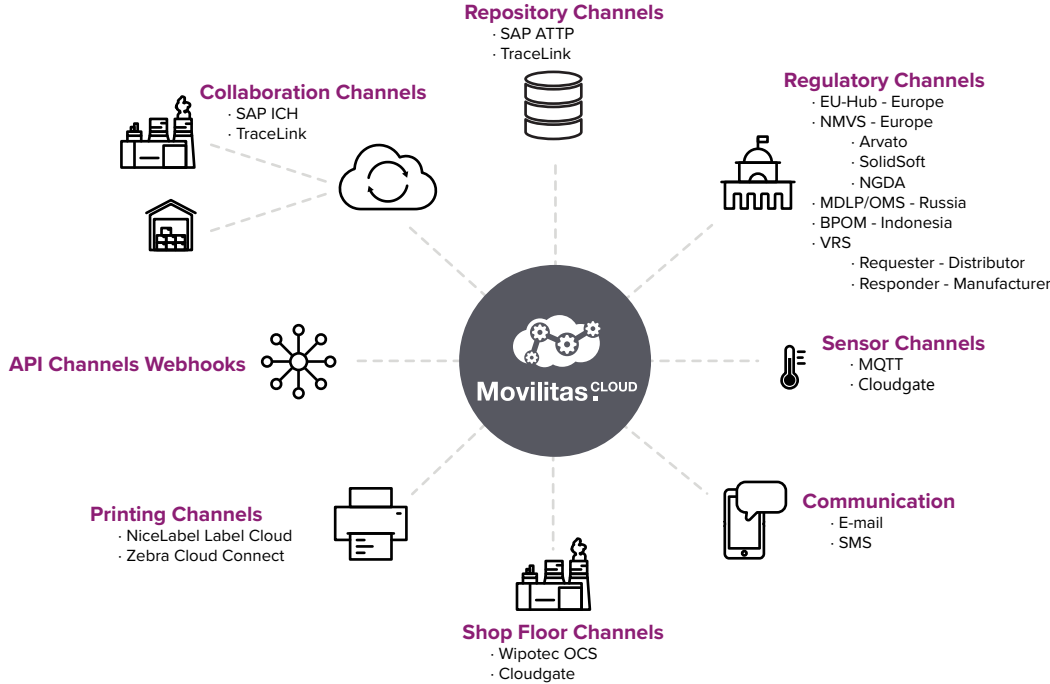 Repository Channels
· SAP ATTP
· TraceLink
Collaboration Channels
· SAP ICH
· TraceLink
Regulatory Channels
· EU-Hub - Europe
· NMVS - Europe
· Arvato
· SolidSoft
· NGDA
· MDLP/OMS - Russia
· BPOM - Indonesia
· VRS
· Requester - Distributor
· Responder - Manufacturer
API Channels Webhooks
Movilitas:CLOUD
Sensor Channels
· MQTT
· Cloudgate
Printing Channels
· NiceLabel Label Cloud
· Zebra Cloud Connect
Communication
· E-mail
· SMS
Shop Floor Channels
· Wipotec OCS
· Cloudgate